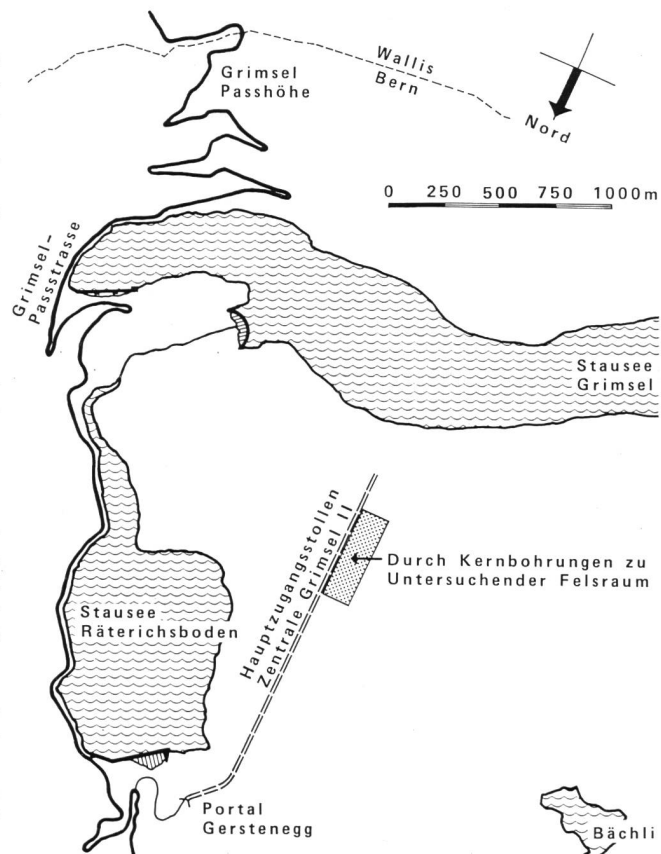 Grimsel
Passhöhe
Wallis
Bern
Nord
0 250 500 750 1000m
Grimsel-
Passstrasse
Stausee
Grimsel
Hauptzugangsstollen
Zentrale Grimsel II
Durch Kernbohrungen zu
Untersuchender Felsraum
Stausee
Räterichsboden
Portal
Gerstenegg
Bächli